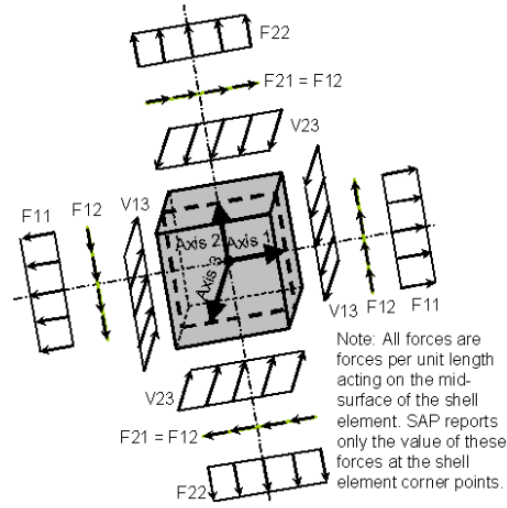 F22
F21 = F12
V23
F11
F12
V13
Axis 2
Axis 1
Axis 3
V13
F12
F11
V23
F21 = F12
F22
Note: All forces are
forces per unit length
acting on the mid-
surface of the shell
element. SAP reports
only the value of these
forces at the shell
element corner points.